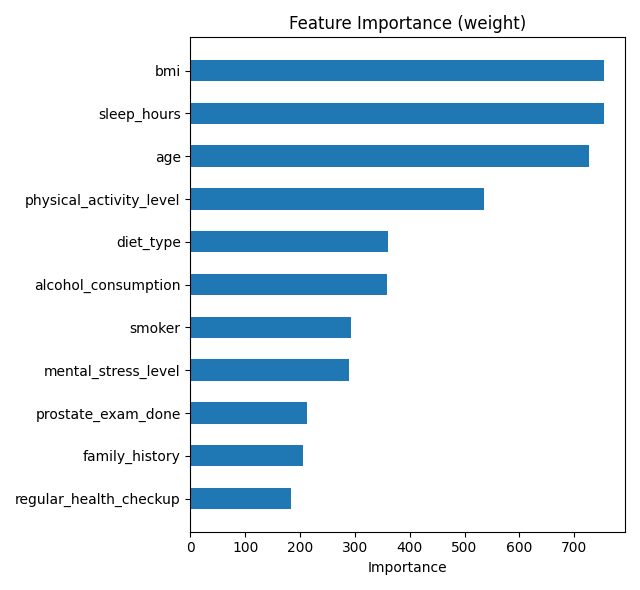 Feature Importance (weight)
bmi
sleep_hours
age
physical_activity_level
diet_type
alcohol_consumption
smoker
mental_stress_level
prostate_exam_done
family_history
regular_health_checkup
0 100 200 300 400 500 600 700
Importance